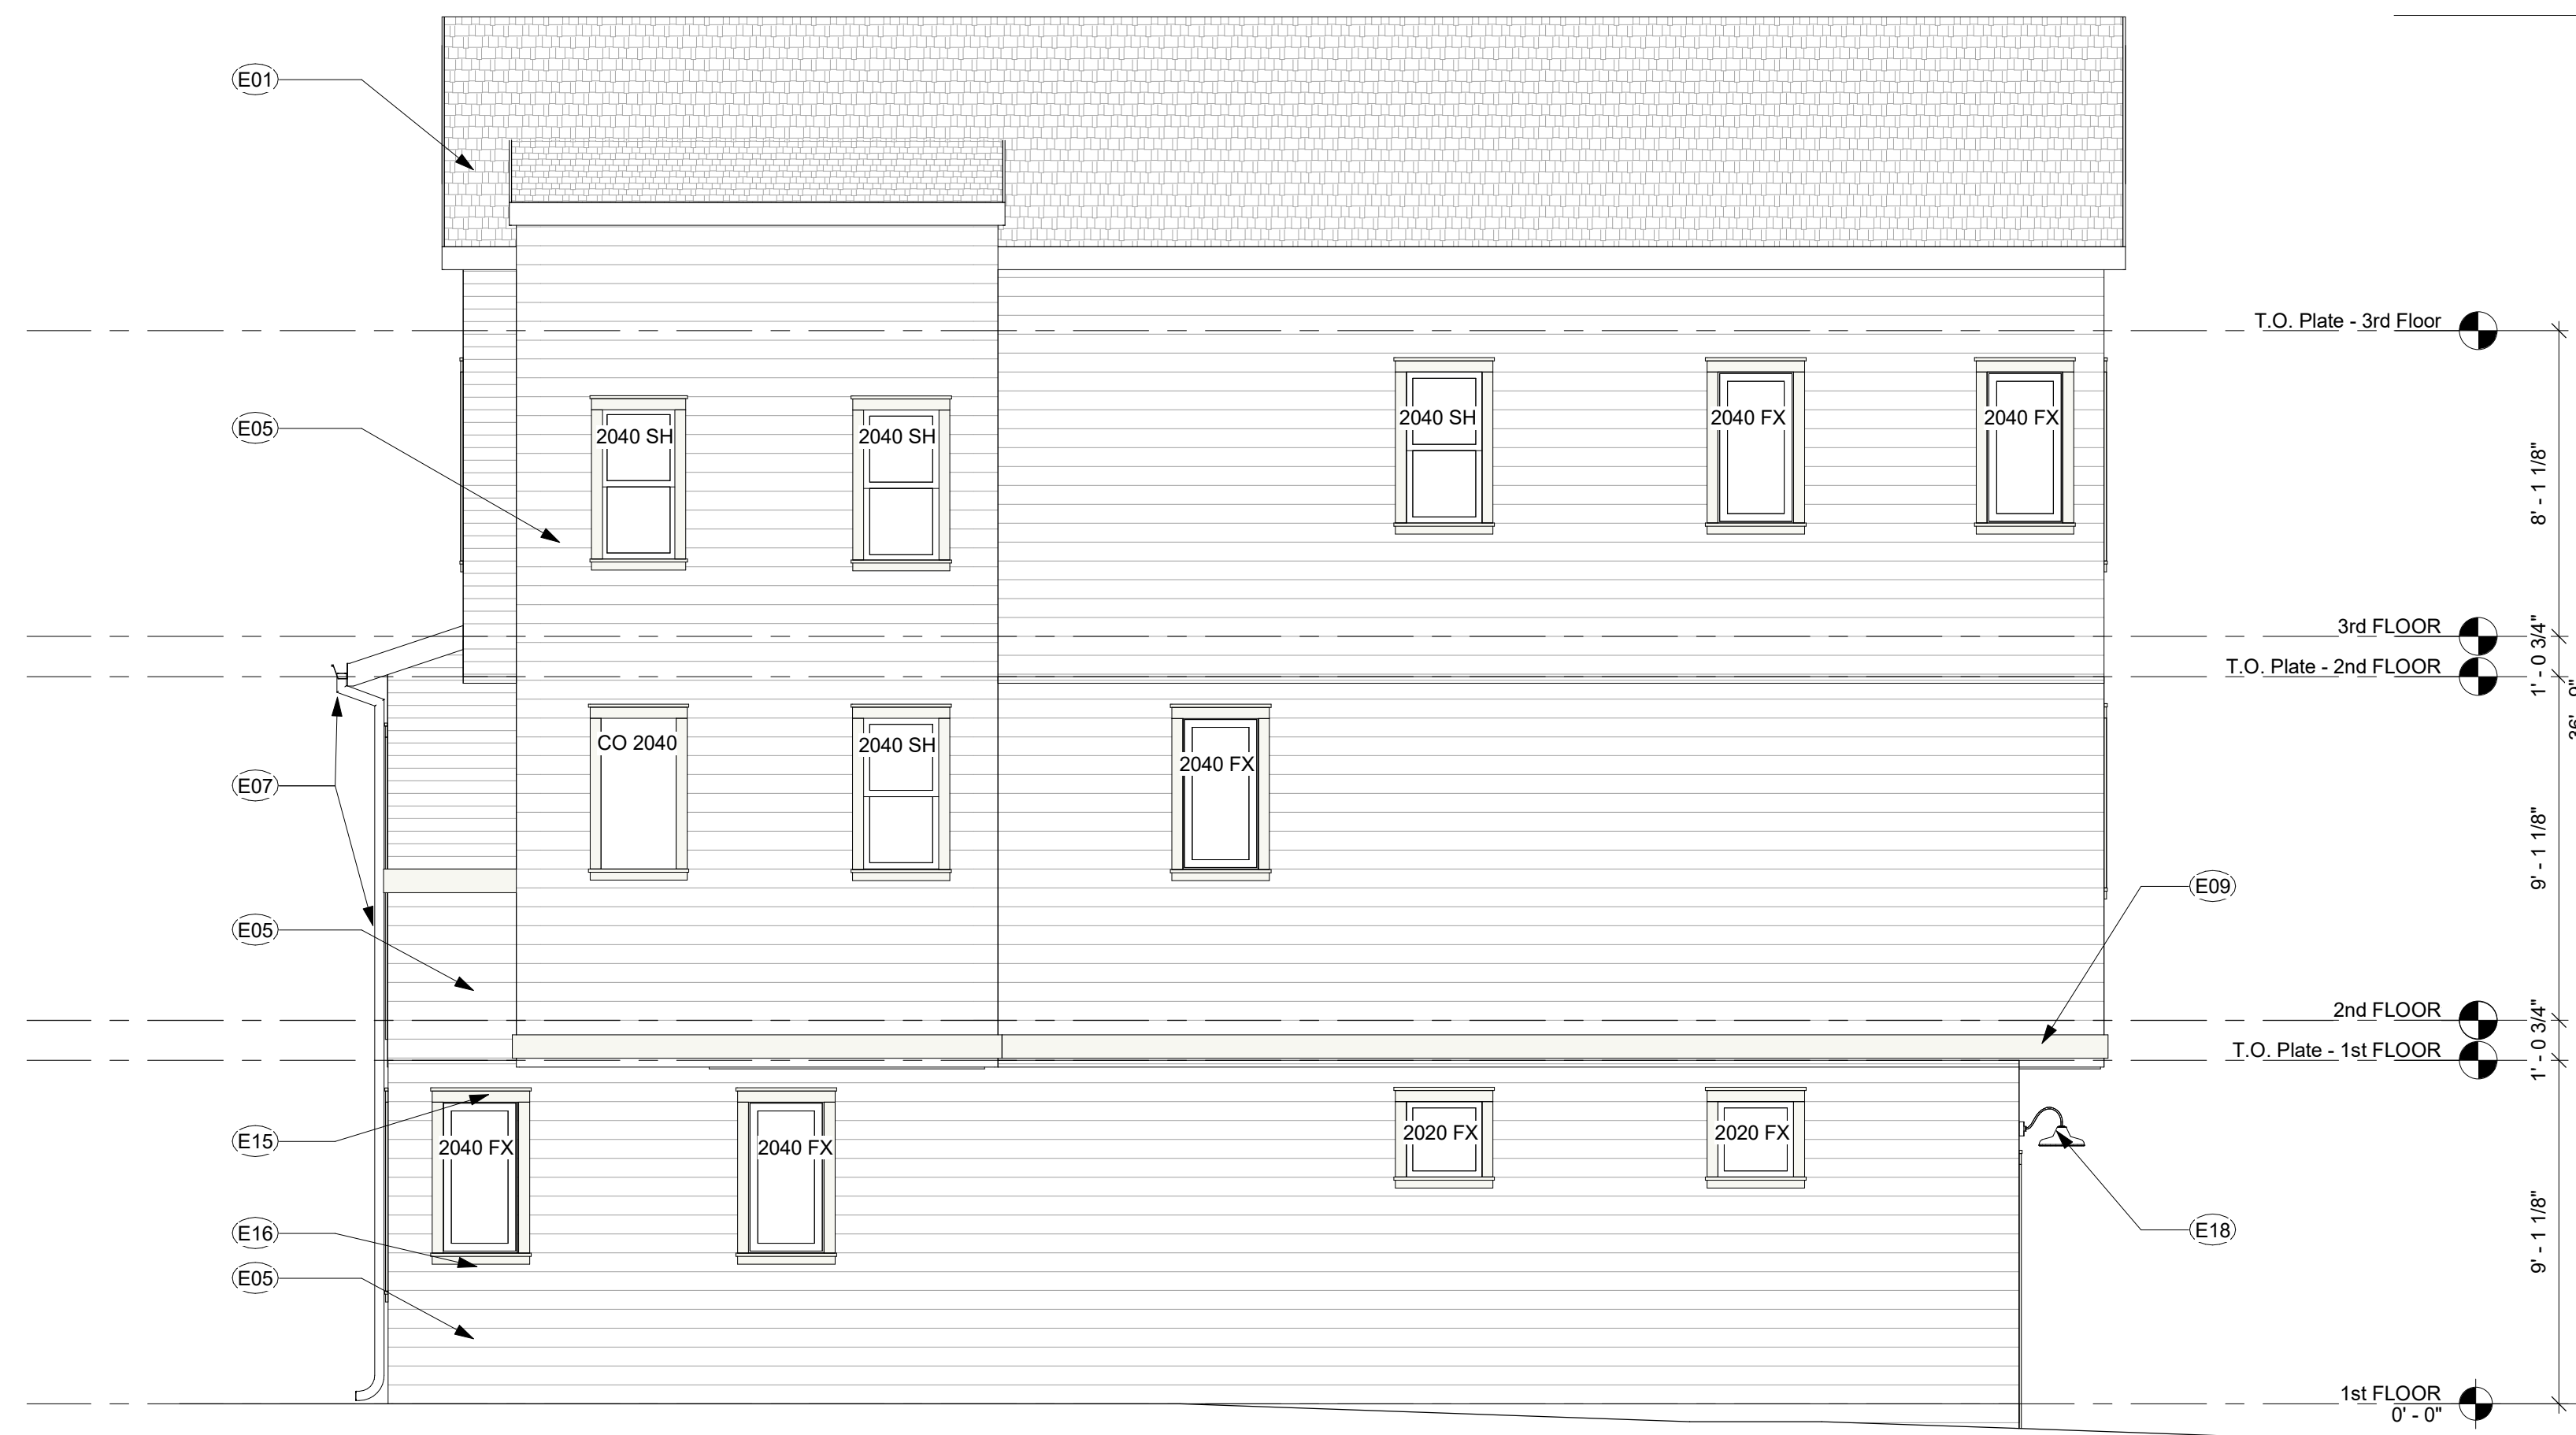 E01
T.O. Plate - 3rd Floor
E05
2040 SH
2040 SH
2040 SH
2040 FX
2040 FX
8' - 1 1/8"
3rd FLOOR
1' - 0 3/4"
T.O. Plate - 2nd FLOOR
36' - 9"
E07
CO 2040
2040 SH
2040 FX
9' - 1 1/8"
E09
E05
2nd FLOOR
1' - 0 3/4"
T.O. Plate - 1st FLOOR
E15
2040 FX
2040 FX
2020 FX
2020 FX
E16
E18
9' - 1 1/8"
E05
1st FLOOR
0' - 0"